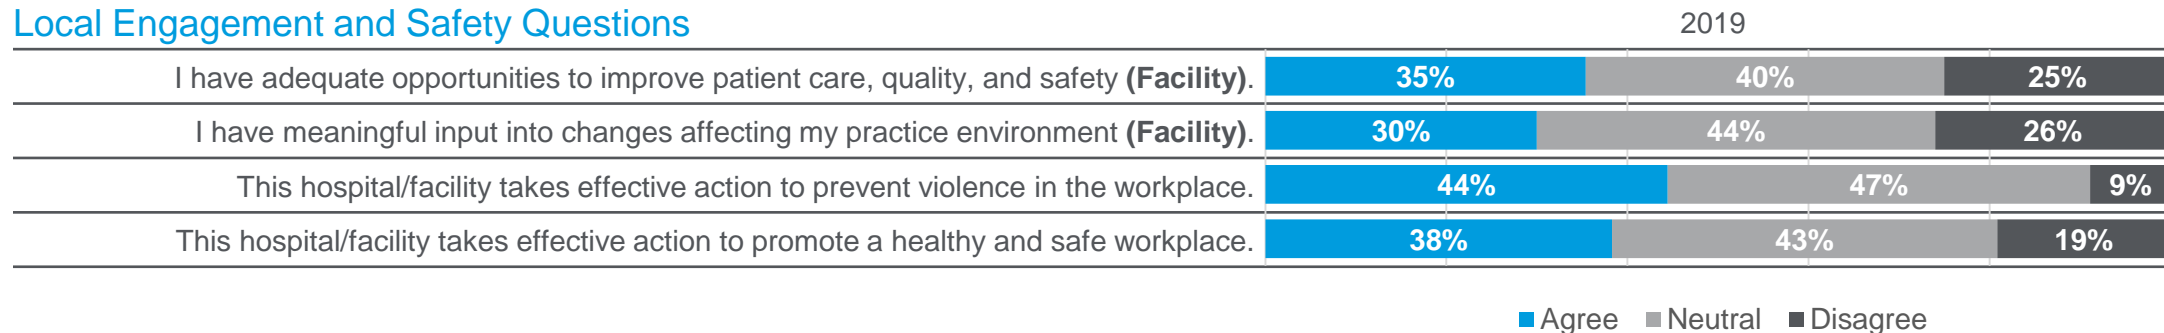 Local Engagement and Safety Questions 2019
I have adequate opportunities to improve patient care, quality, and safety (Facility). 35% 40% 25%
I have meaningful input into changes affecting my practice environment (Facility). 30% 44% 26%
This hospital/facility takes effective action to prevent violence in the workplace. 44% 47% 9%
This hospital/facility takes effective action to promote a healthy and safe workplace. 38% 43% 19%
Agree Neutral Disagree